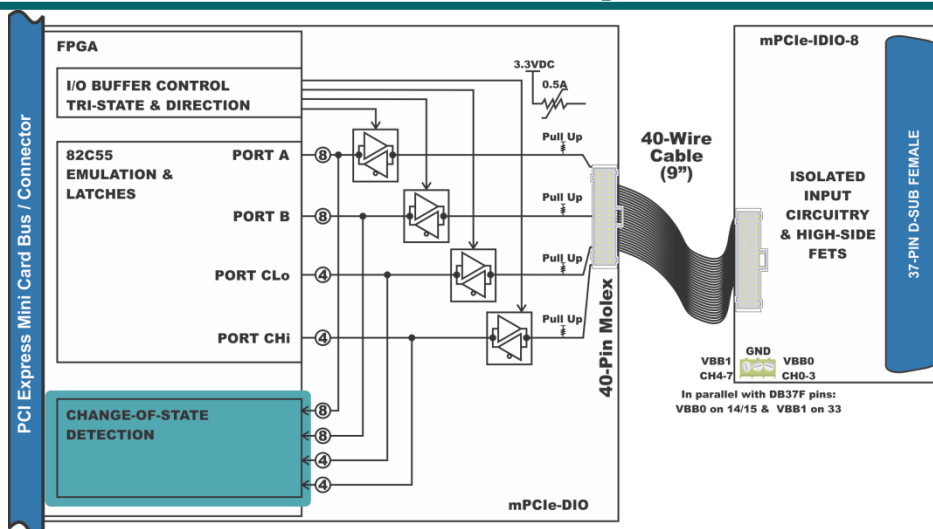 PCI Express Mini Card Bus / Connector
FPGA
I/O BUFFER CONTROL
TRI-STATE & DIRECTION
82C55
EMULATION &
LATCHES
PORT A
8
PORT B
8
PORT CLo
4
PORT CHi
4
CHANGE-OF-STATE
DETECTION
8
8
4
4
3.3VDC
0.5A
Pull Up
Pull Up
Pull Up
Pull Up
40-Pin Molex
mPCIe-DIO
40-Wire
Cable
(9")
mPCIe-IDIO-8
ISOLATED
INPUT
CIRCUITRY
& HIGH-SIDE
FETS
37-PIN D-SUB FEMALE
GND
VBB1
VBB0
CH4-7
CH0-3
In parallel with DB37F pins:
VBB0 on 14/15 & VBB1 on 33